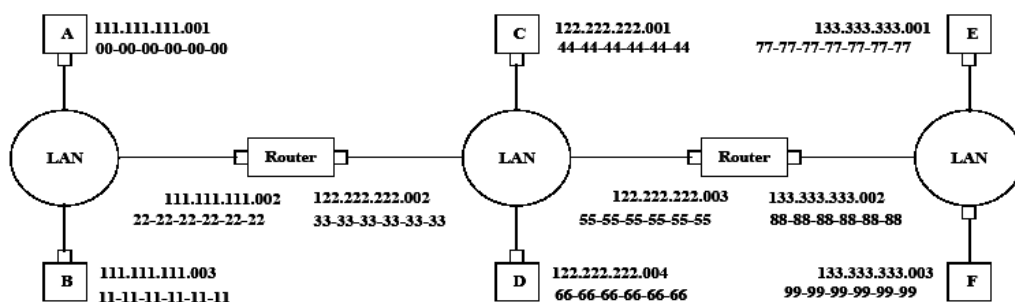 A 111.111.111.001 C 122.222.222.001 133.333.333.001 E
00-00-00-00-00-00 44-44-44-44-44-44 77-77-77-77-77-77-77
LAN Router LAN Router LAN
111.111.111.002 122.222.222.002 122.222.222.003 133.333.333.002
22-22-22-22-22-22 33-33-33-33-33-33 55-55-55-55-55-55 88-88-88-88-88-88
B 111.111.111.003 D 122.222.222.004 133.333.333.003 F
11-11-11-11-11-11 66-66-66-66-66-66 99-99-99-99-99-99